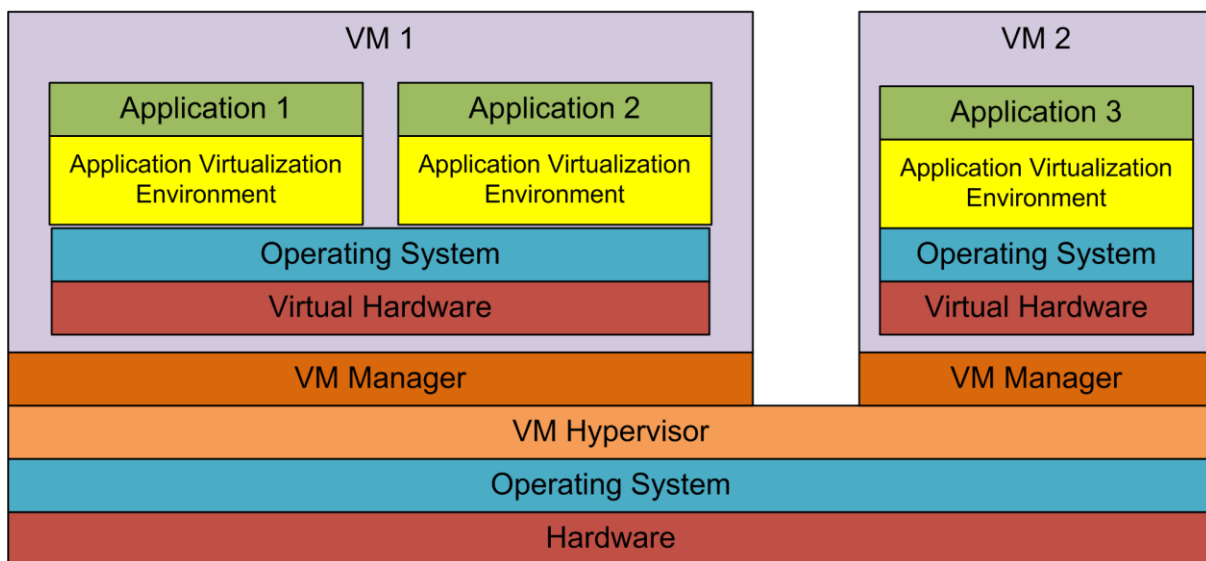 VM 1
VM 2
Application 1
Application 2
Application 3
Application Virtualization
Environment
Application Virtualization
Environment
Application Virtualization
Environment
Operating System
Operating System
Virtual Hardware
Virtual Hardware
VM Manager
VM Manager
VM Hypervisor
Operating System
Hardware